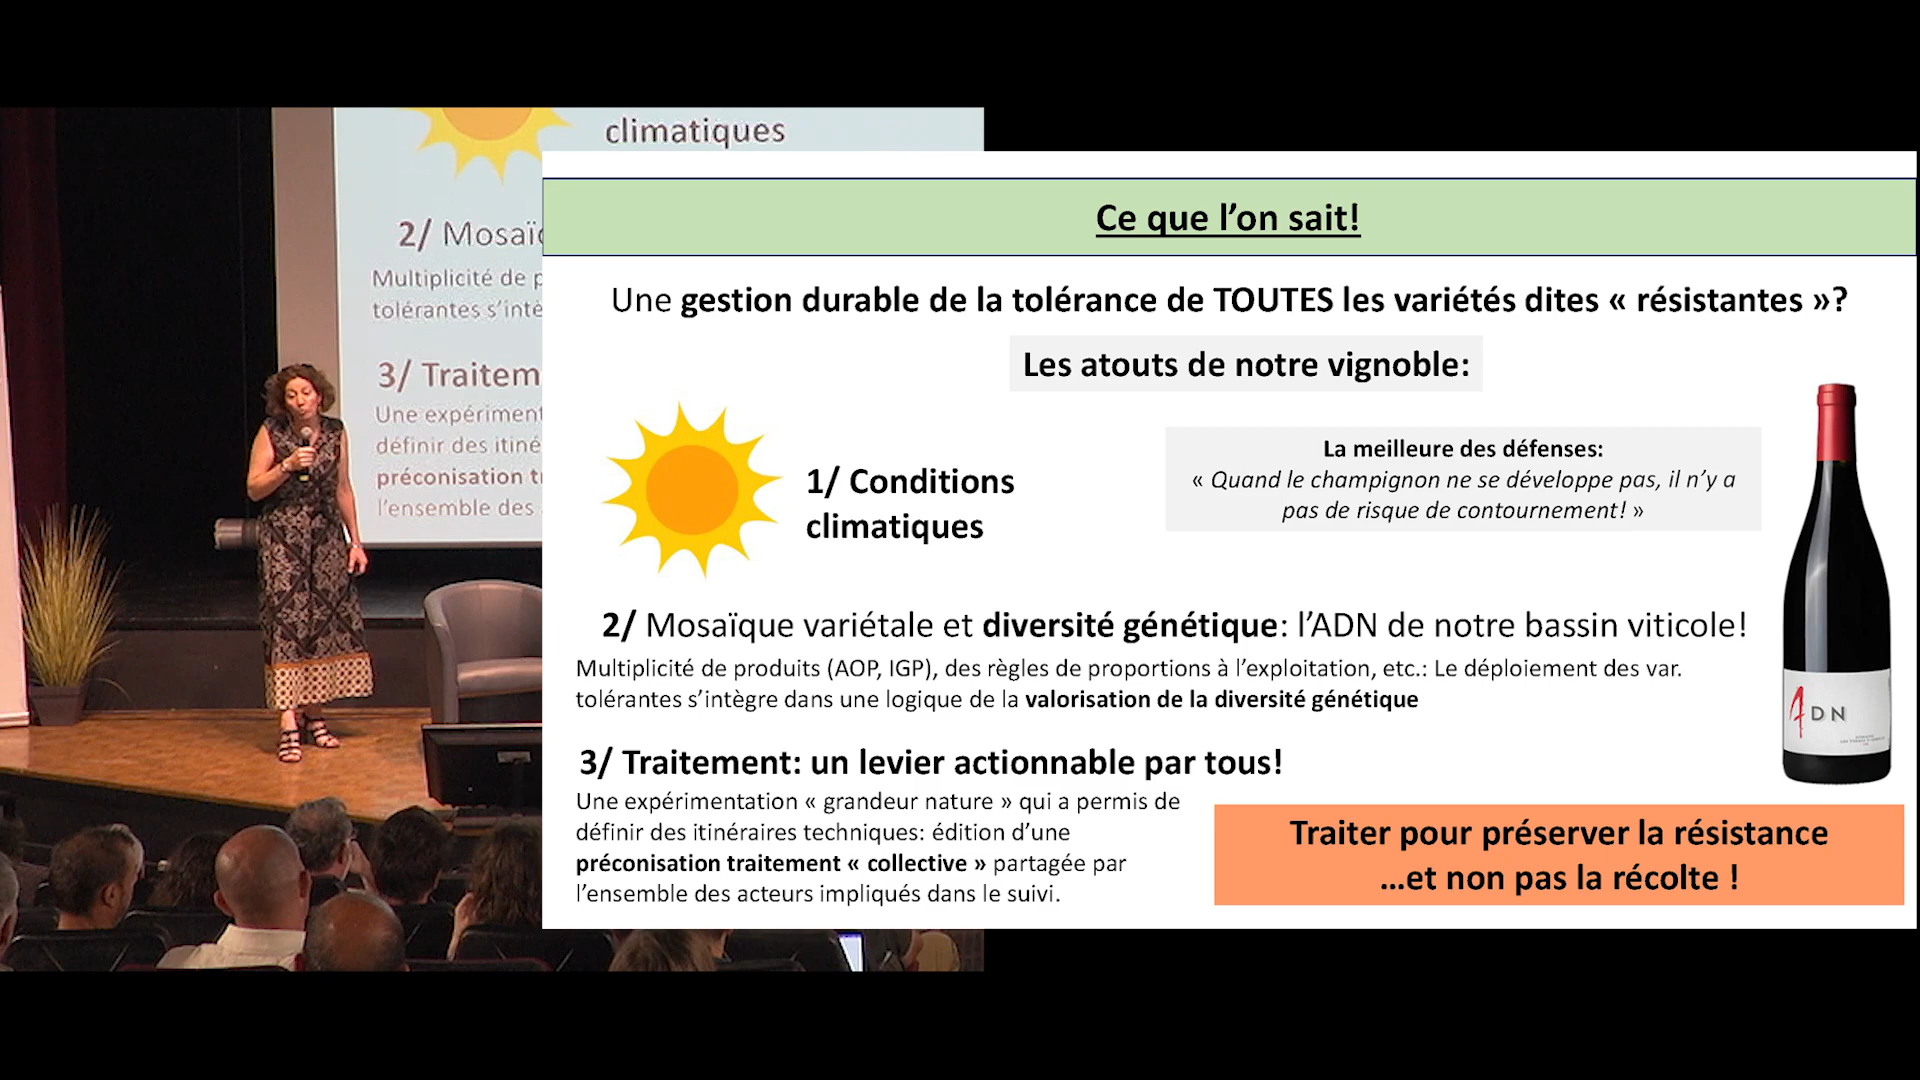 climatiques
2/ Mosaï
Multiplicité de p
tolérantes s’intè
3/ Traitem
Une expériment
définir des itiné
préconisation t
l’ensemble des
Ce que l’on sait!
Une gestion durable de la tolérance de TOUTES les variétés dites « résistantes »?
Les atouts de notre vignoble:
1/ Conditions
climatiques
La meilleure des défenses:
« Quand le champignon ne se développe pas, il n’y a
pas de risque de contournement! »
2/ Mosaïque variétale et diversité génétique: l’ADN de notre bassin viticole!
Multiplicité de produits (AOP, IGP), des règles de proportions à l’exploitation, etc.: Le déploiement des var.
tolérantes s’intègre dans une logique de la valorisation de la diversité génétique
ADN
3/ Traitement: un levier actionnable par tous!
Une expérimentation « grandeur nature » qui a permis de
définir des itinéraires techniques: édition d’une
préconisation traitement « collective » partagée par
l’ensemble des acteurs impliqués dans le suivi.
Traiter pour préserver la résistance
…et non pas la récolte !